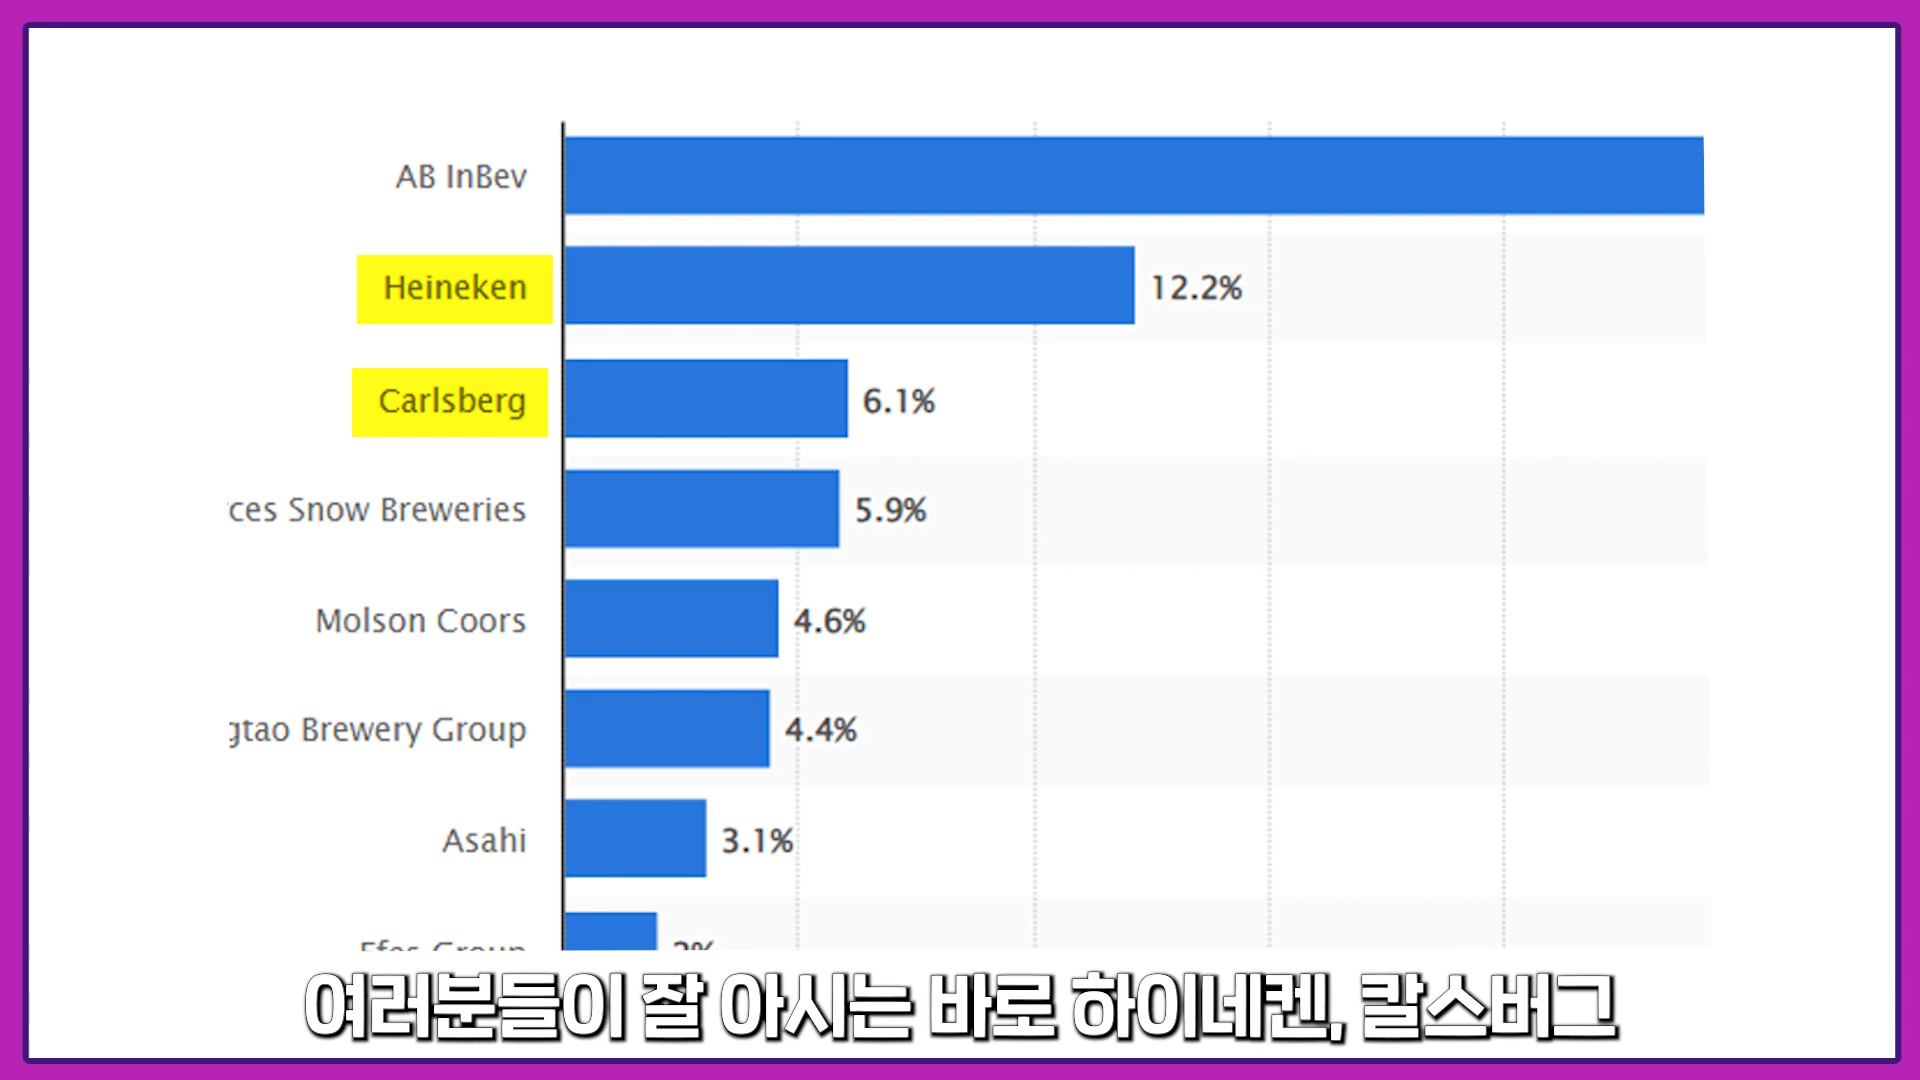 AB InBev
Heineken 12.2%
Carlsberg 6.1%
ces Snow Breweries 5.9%
Molson Coors 4.6%
gtao Brewery Group 4.4%
Asahi 3.1%
여러분들이 잘 아시는 바로 하이네켄, 칼스버그